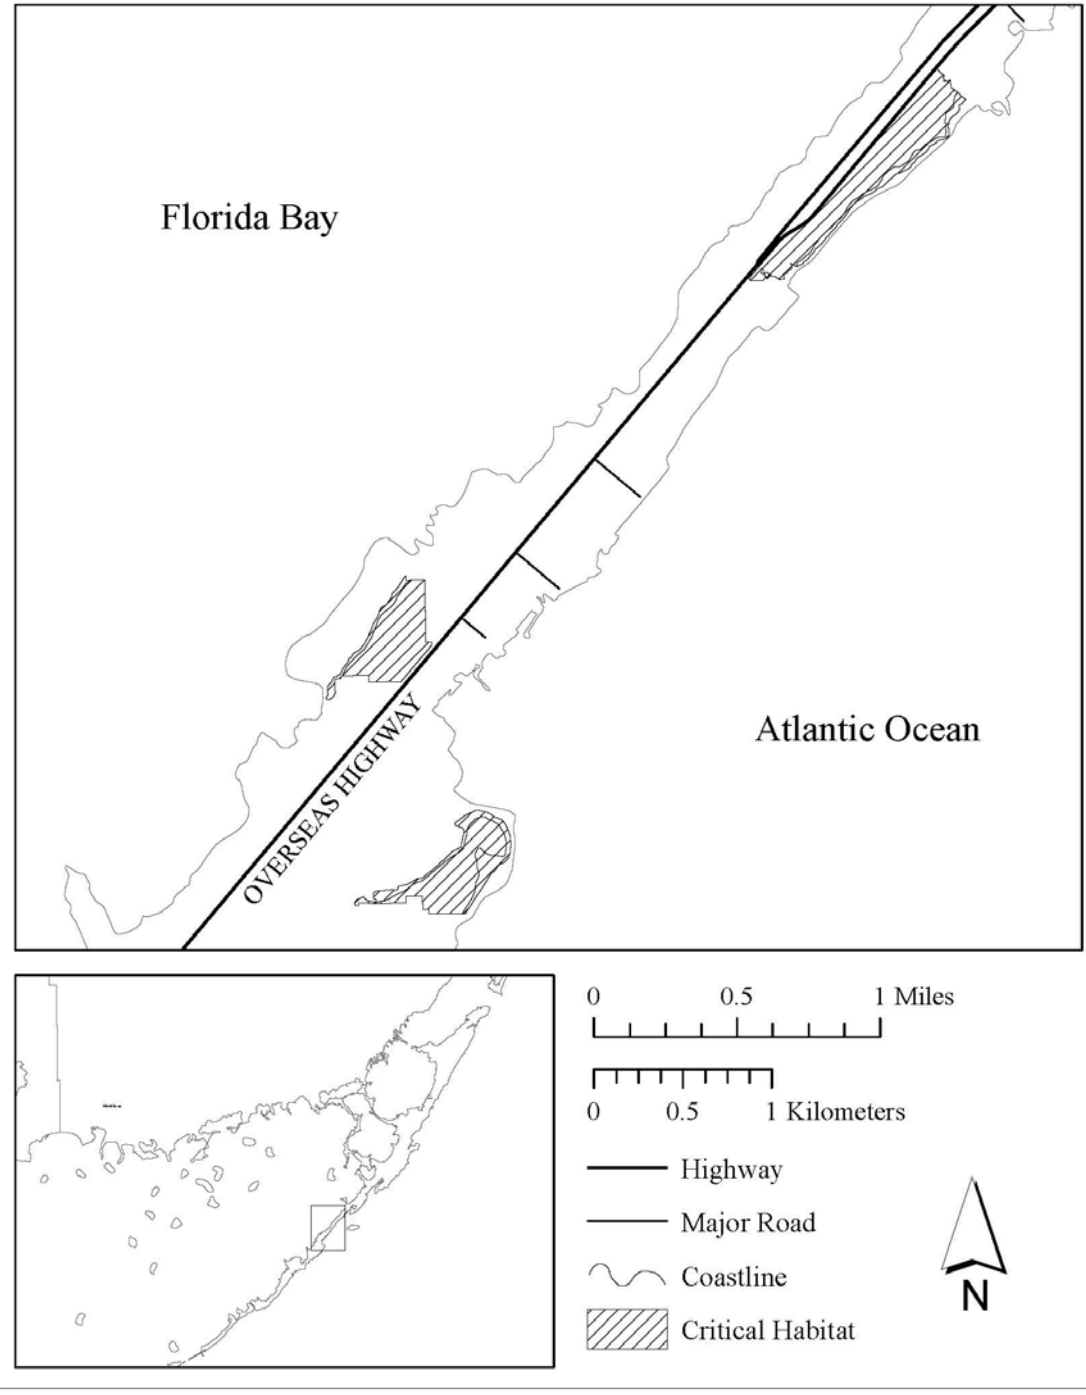 Florida Bay
Atlantic Ocean
OVERSEAS HIGHWAY
0 0.5 1 Miles
0 0.5 1 Kilometers
Highway
Major Road
Coastline
Critical Habitat
N